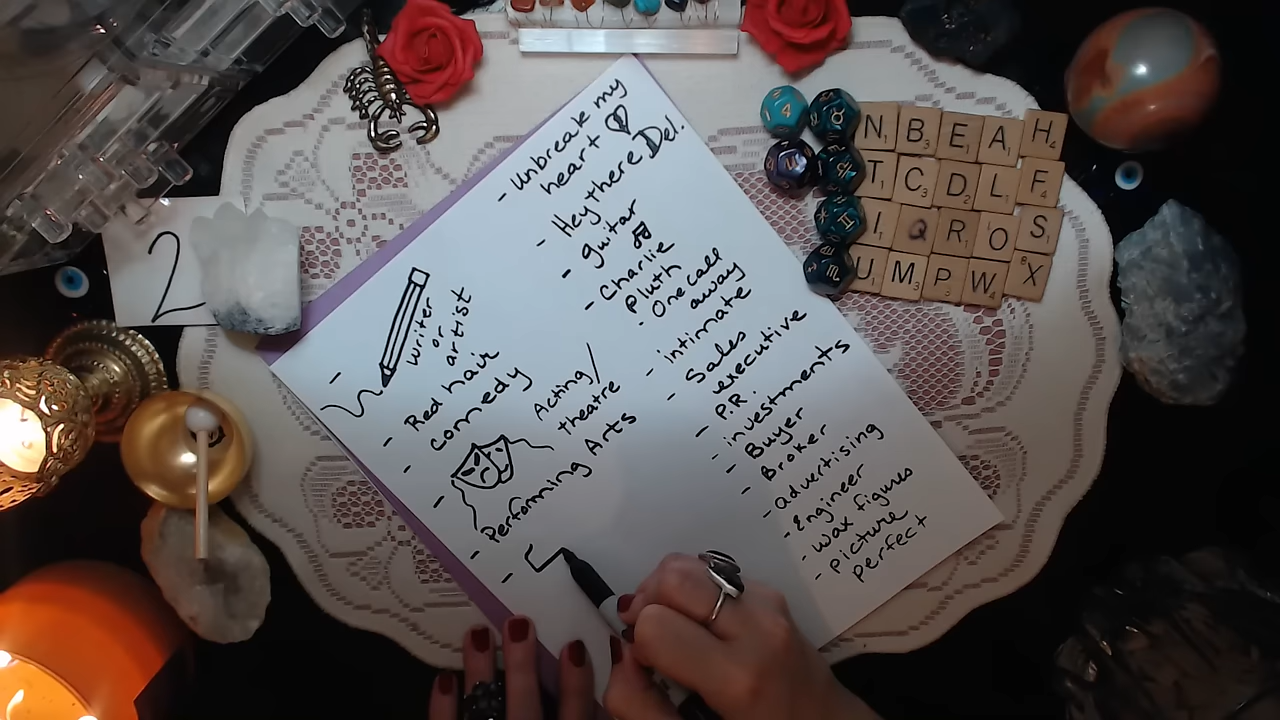 - Unbreak my
heart
- Hey there Del.
- guitar
- Charlie
Pluth
- One call
away
- intimate
- Sales
executive
- P.R.
- investments
- Buyer
- Broker
- advertising
- Engineer
- wax figures
- picture
perfect
-
writer
or
artist
- Red hair
- comedy
- Acting/
theatre
- Performing Arts
-
2
N B E A H
T C D L F
I Q R O S
U M P W X